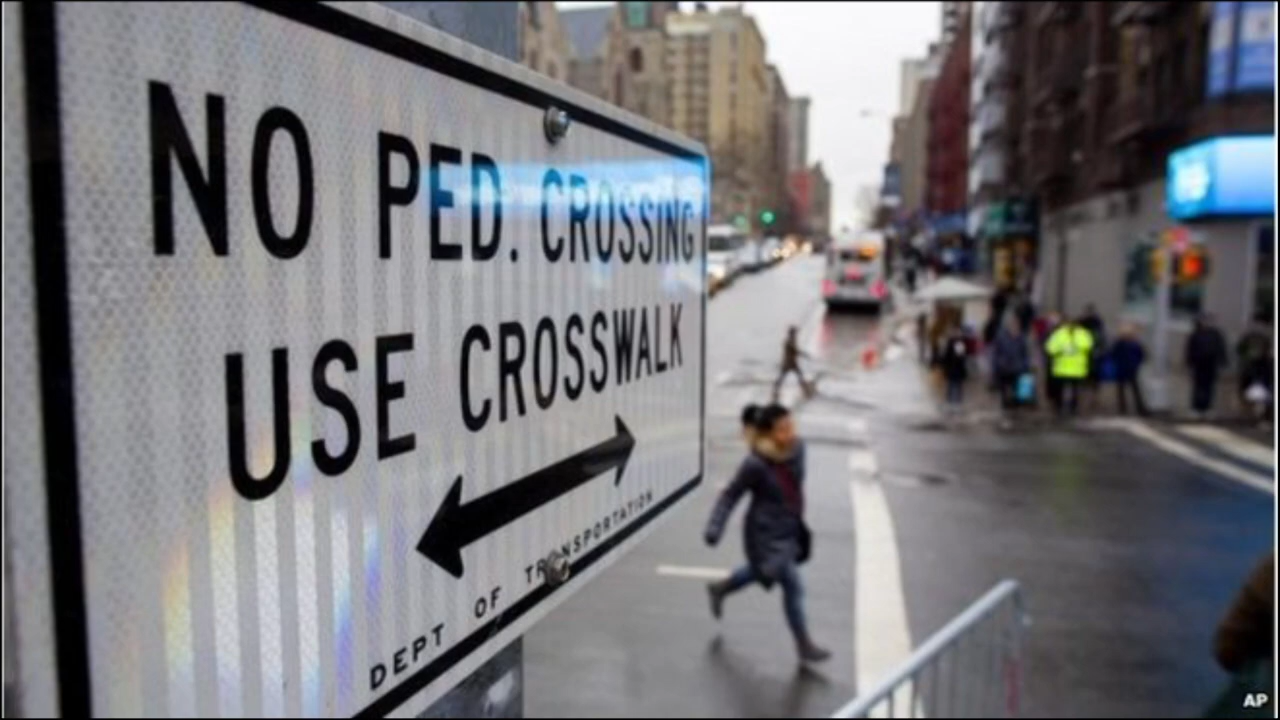 NO PED. CROSSING
USE CROSSWALK
DEPT OF TRANSPORTATION
AP